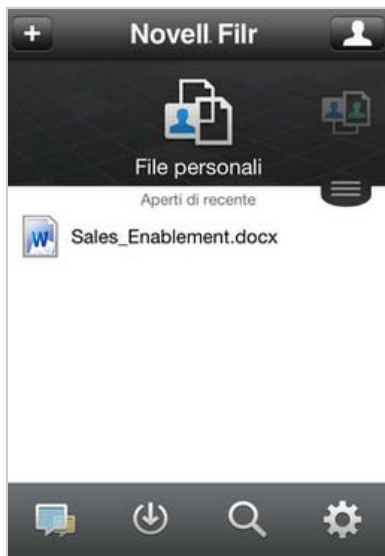 Novell Filr
File personali
Aperti di recente
Sales_Enablement.docx